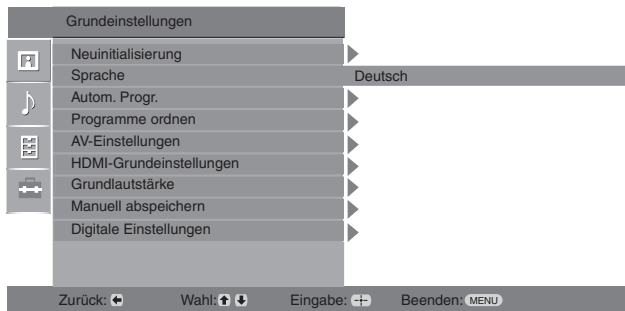 Grundeinstellungen
Neuinitialisierung
Sprache Deutsch
Autom. Progr.
Programme ordnen
AV-Einstellungen
HDMI-Grundeinstellungen
Grundlautstärke
Manuell abspeichern
Digitale Einstellungen
Zurück: Wahl: Eingabe: Beenden: MENU